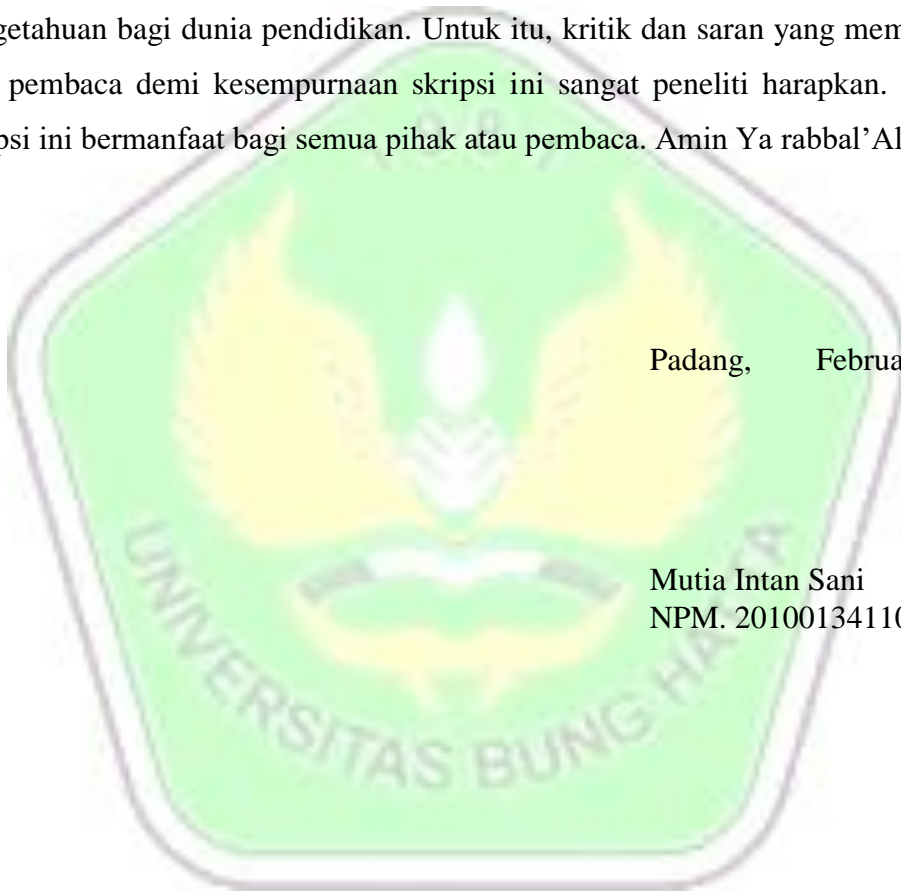 getahuan bagi dunia pendidikan. Untuk itu, kritik dan saran yang mem
pembaca demi kesempurnaan skripsi ini sangat peneliti harapkan.
psi ini bermanfaat bagi semua pihak atau pembaca. Amin Ya rabbal’Al
1981
Padang, Februa
Mutia Intan Sani
NPM. 20100134110
UNIVERSITAS BUNG HATTA